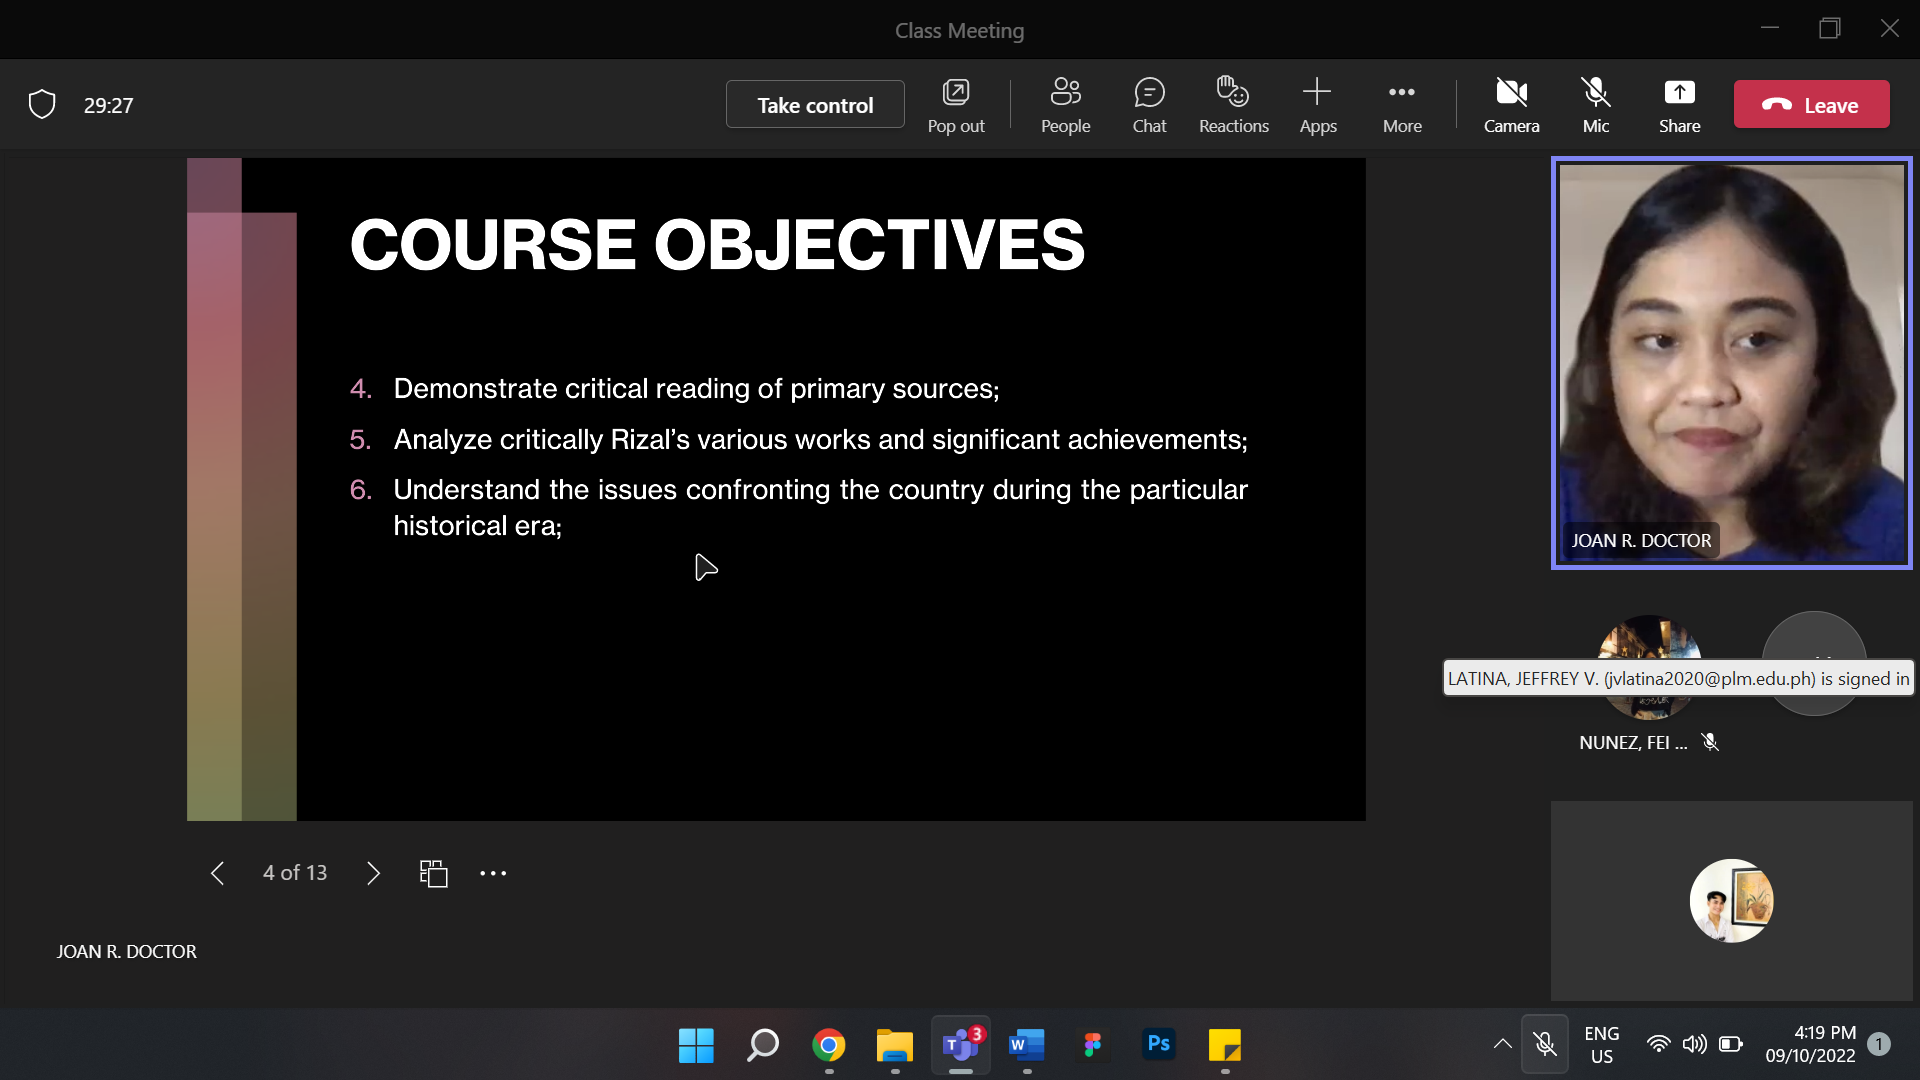 Class Meeting
29:27
Take control
Pop out
People
Chat
Reactions
Apps
More
Camera
Mic
Share
Leave
COURSE OBJECTIVES
4. Demonstrate critical reading of primary sources;
5. Analyze critically Rizal’s various works and significant achievements;
6. Understand the issues confronting the country during the particular
historical era;
JOAN R. DOCTOR
LATINA, JEFFREY V. (jvlatina2020@plm.edu.ph) is signed in
NUNEZ, FEI ...
4 of 13
JOAN R. DOCTOR
T
3
W
Ps
ENG
US
4:19 PM
09/10/2022
1